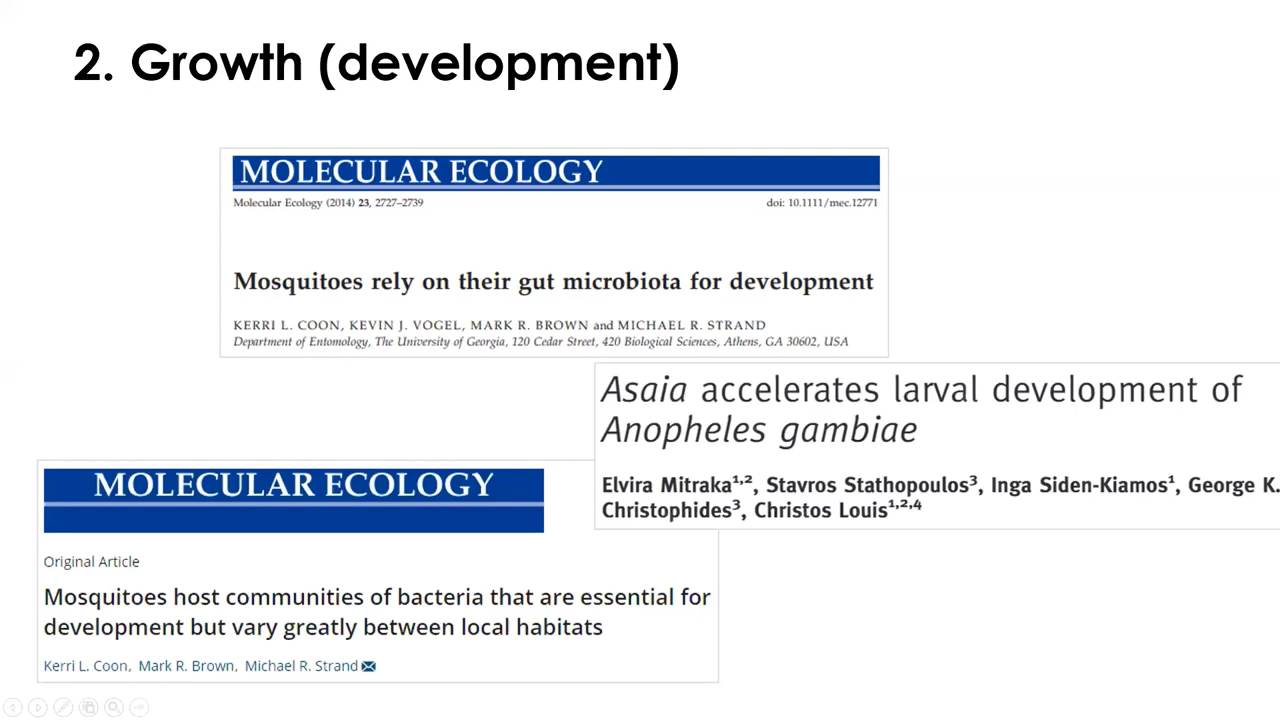 2. Growth (development)
MOLECULAR ECOLOGY
Molecular Ecology (2014) 23, 2727–2739 doi: 10.1111/mec.12771
Mosquitoes rely on their gut microbiota for development
KERRI L. COON, KEVIN J. VOGEL, MARK R. BROWN and MICHAEL R. STRAND
Department of Entomology, The University of Georgia, 120 Cedar Street, 420 Biological Sciences, Athens, GA 30602, USA
Asaia accelerates larval development of
Anopheles gambiae
Elvira Mitraka1,2, Stavros Stathopoulos3, Inga Siden-Kiamos1, George K.
Christophides3, Christos Louis1,2,4
MOLECULAR ECOLOGY
Original Article
Mosquitoes host communities of bacteria that are essential for
development but vary greatly between local habitats
Kerri L. Coon, Mark R. Brown, Michael R. Strand